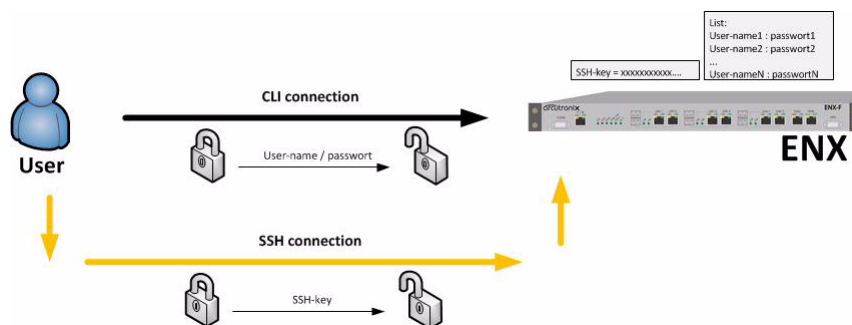 List:
User-name1 : passwort1
User-name2 : passwort2
...
User-nameN : passwortN
SSH-key = xxxxxxxxxxx....
CLI connection
arcutronix
ENX-F
User-name / passwort
User
ENX
SSH connection
SSH-key